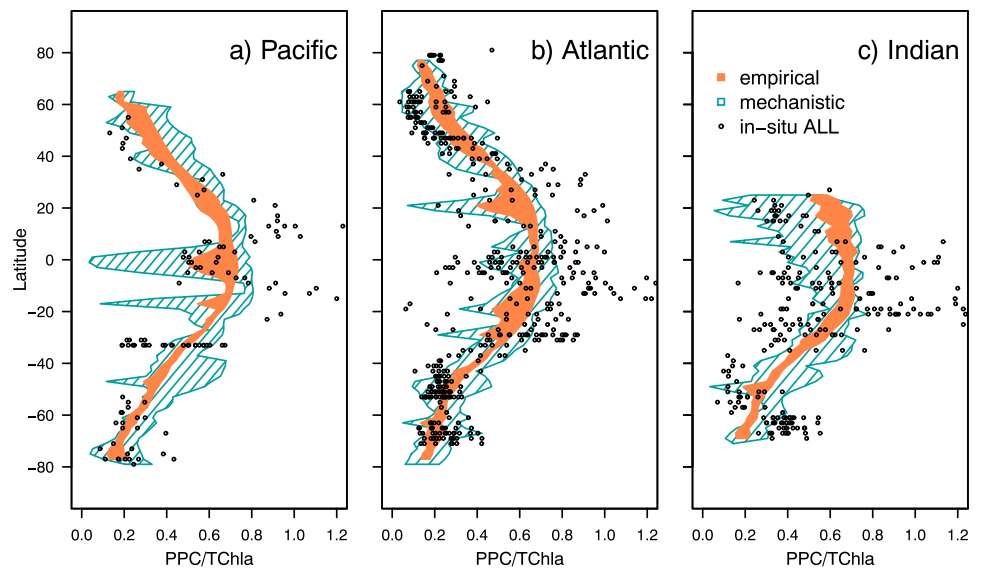 a) Pacific
b) Atlantic
c) Indian
empirical
mechanistic
in−situ ALL
Latitude
80
60
40
20
0
−20
−40
−60
−80
0.0 0.2 0.4 0.6 0.8 1.0 1.2
0.0 0.2 0.4 0.6 0.8 1.0 1.2
0.0 0.2 0.4 0.6 0.8 1.0 1.2
PPC/TChla
PPC/TChla
PPC/TChla